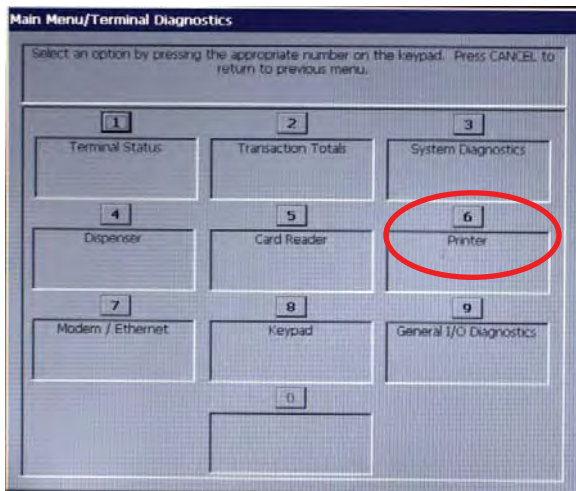 Main Menu/Terminal Diagnostics
Select an option by pressing the appropriate number on the keypad. Press CANCEL to
return to previous menu.
1 2 3
Terminal Status Transaction Totals System Diagnostics
4 5 6
Dispenser Card Reader Printer
7 8 9
Modem / Ethernet Keypad General I/O Diagnostics
0